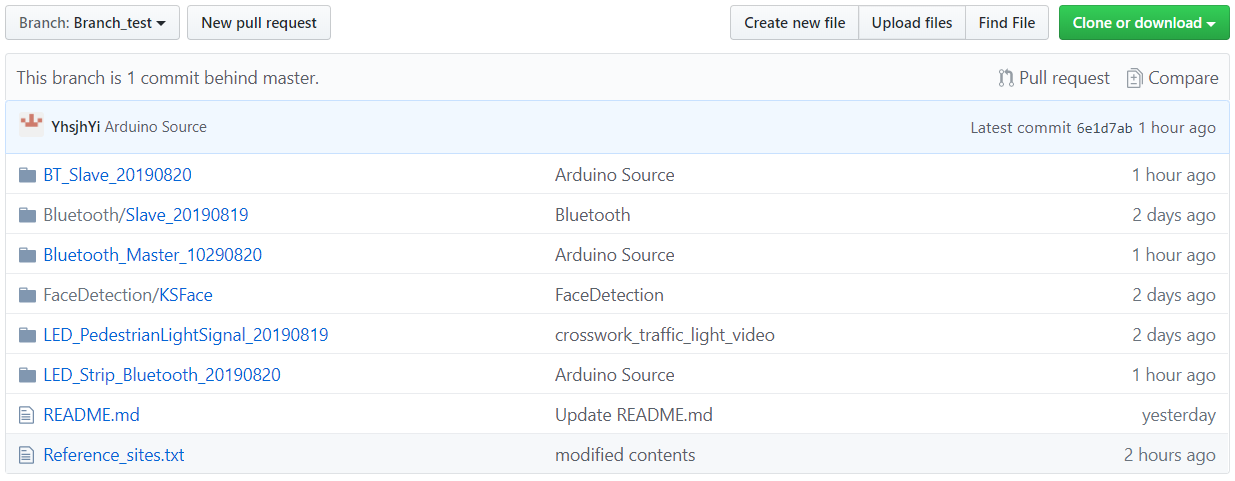 Branch: Branch_test New pull request Create new file Upload files Find File Clone or download
This branch is 1 commit behind master. Pull request Compare
YhsjhYi Arduino Source Latest commit 6e1d7ab 1 hour ago
BT_Slave_20190820 Arduino Source 1 hour ago
Bluetooth/Slave_20190819 Bluetooth 2 days ago
Bluetooth_Master_10290820 Arduino Source 1 hour ago
FaceDetection/KSFace FaceDetection 2 days ago
LED_PedestrianLightSignal_20190819 crosswork_traffic_light_video 2 days ago
LED_Strip_Bluetooth_20190820 Arduino Source 1 hour ago
README.md Update README.md yesterday
Reference_sites.txt modified contents 2 hours ago